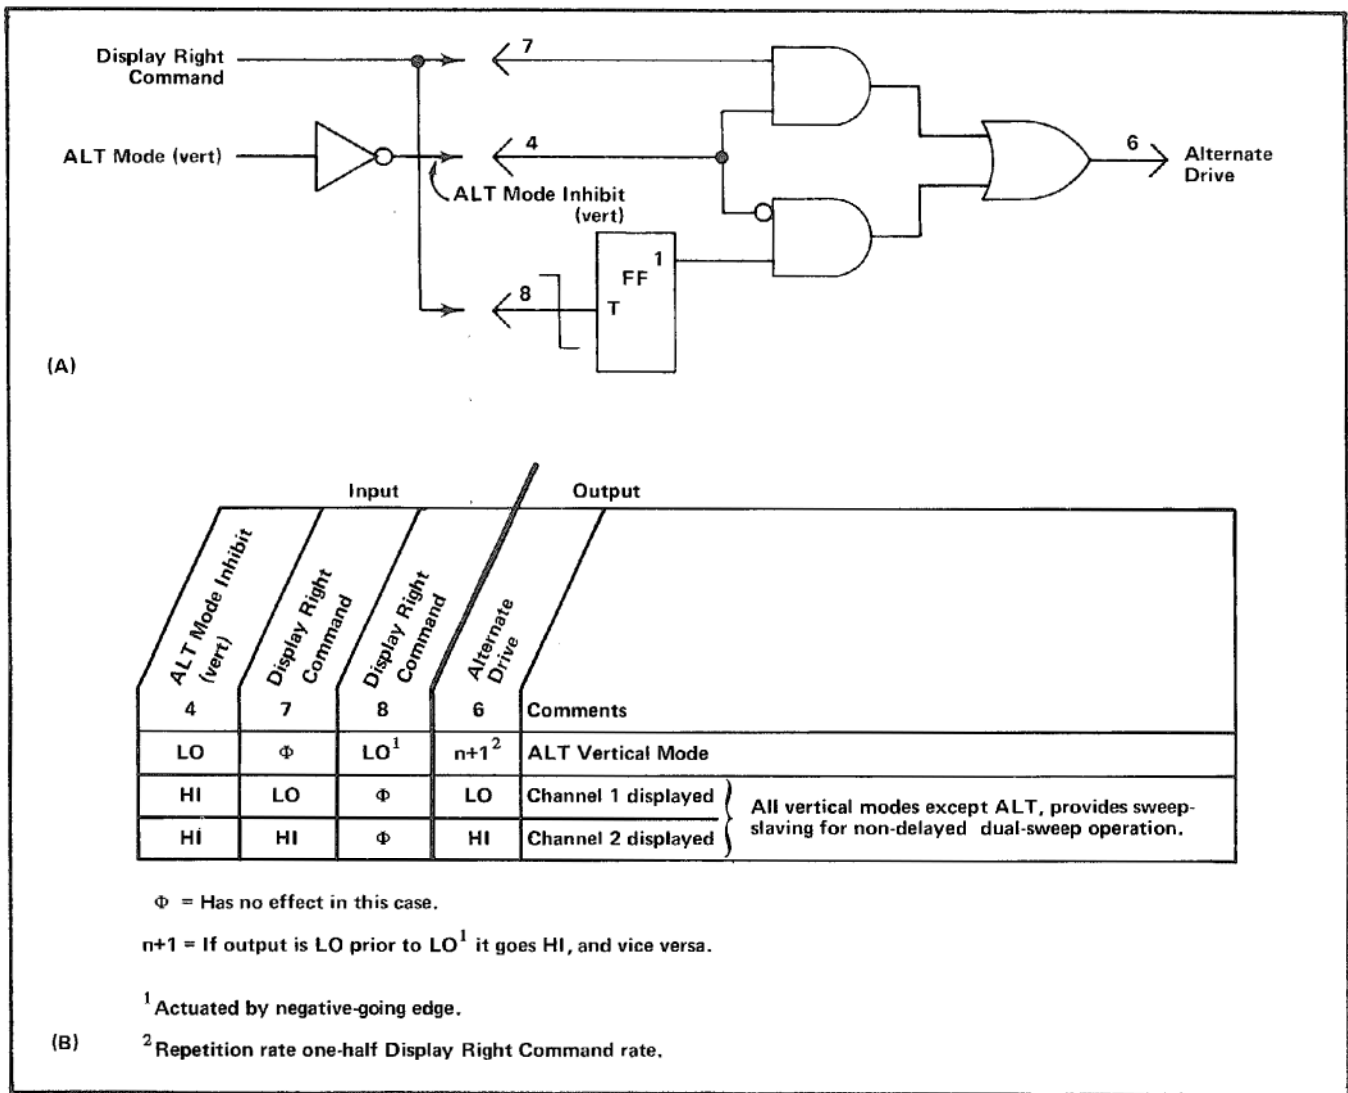 Display Right
Command
7
ALT Mode (vert)
4
ALT Mode Inhibit
(vert)
6
Alternate
Drive
FF
1
T
8
(A)
Input
Output
ALT Mode Inhibit
(vert)
Display Right
Command
Display Right
Command
Alternate
Drive
4 7 8 6 Comments
LO Φ LO¹ n+1² ALT Vertical Mode
HI LO Φ LO Channel 1 displayed
HI HI Φ HI Channel 2 displayed
All vertical modes except ALT, provides sweep-
slaving for non-delayed dual-sweep operation.
Φ = Has no effect in this case.
n+1 = If output is LO prior to LO¹ it goes HI, and vice versa.
¹ Actuated by negative-going edge.
(B)
² Repetition rate one-half Display Right Command rate.